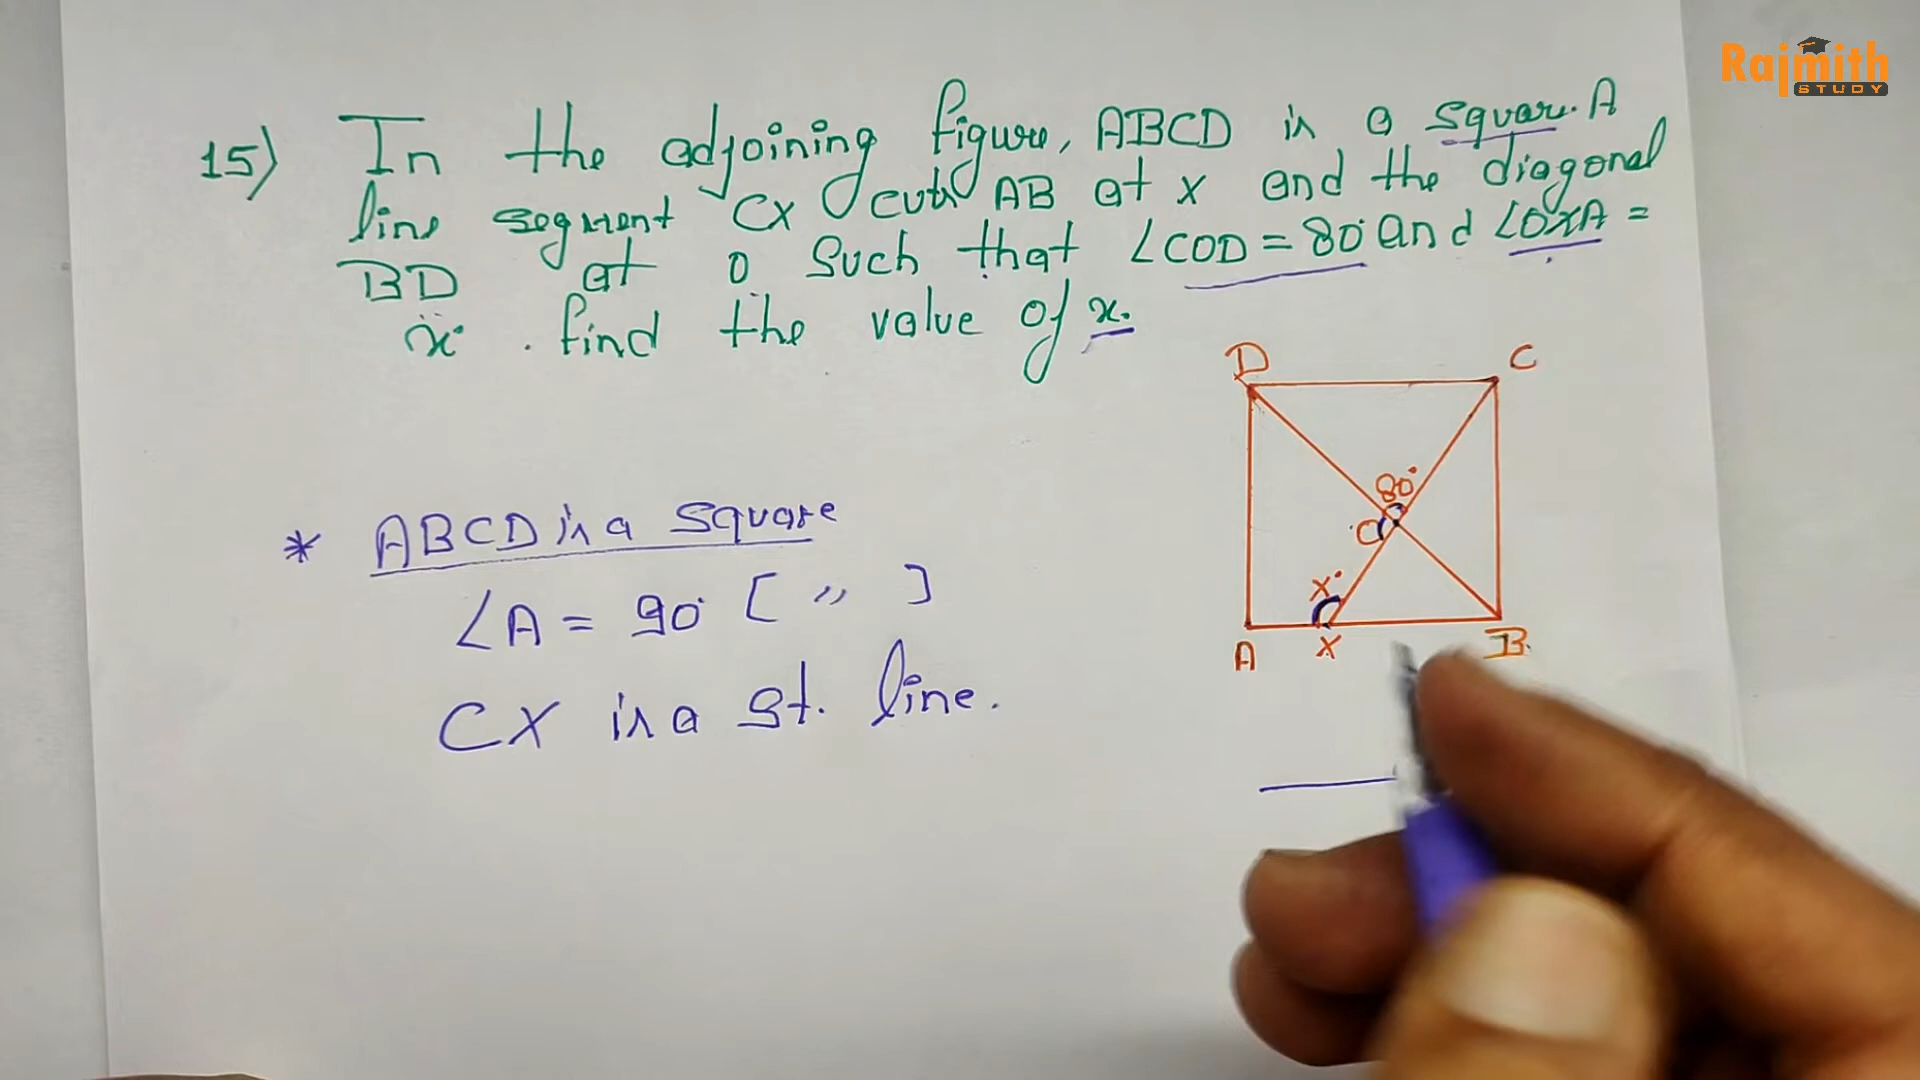 Rajmith
STUDY
15) In the adjoining figure, ABCD is a square. A
line segment CX cuts AB at X and the diagonal
BD at O such that ∠COD = 80° and ∠OXA =
x°. find the value of x.
D C
80°
O
x°
A X B
* ABCD is a square
∠A = 90° [ " ]
CX is a st. line.